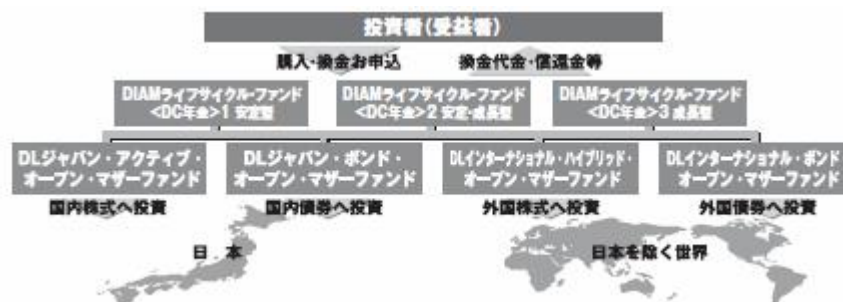 投資者(受益者)
購入・換金お申込
換金代金・償還金等
DIAMライフサイクル・ファンド
<DC年金>1 安定型
DIAMライフサイクル・ファンド
<DC年金>2 安定・成長型
DIAMライフサイクル・ファンド
<DC年金>3 成長型
DLジャパン・アクティブ・
オープン・マザーファンド
DLジャパン・ボンド・
オープン・マザーファンド
DLインターナショナル・ハイブリッド・
オープン・マザーファンド
DLインターナショナル・ボンド
オープン・マザーファンド
国内株式へ投資
国内債券へ投資
外国株式へ投資
外国債券へ投資
日 本
日本を除く世界